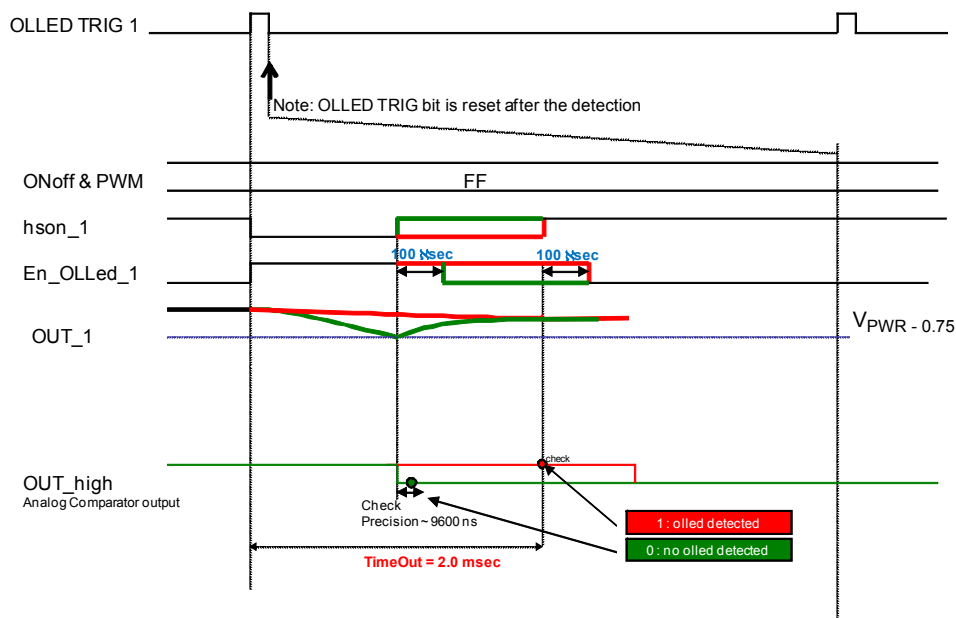 OLLED TRIG 1
Note: OLLED TRIG bit is reset after the detection
ONoff & PWM
FF
hson_1
100 sec
100 sec
En_OLLed_1
OUT_1
VPWR - 0.75
check
OUT_high
Analog Comparator output
Check
Precision ~ 9600 ns
1 : olled detected
0 : no olled detected
TimeOut = 2.0 msec